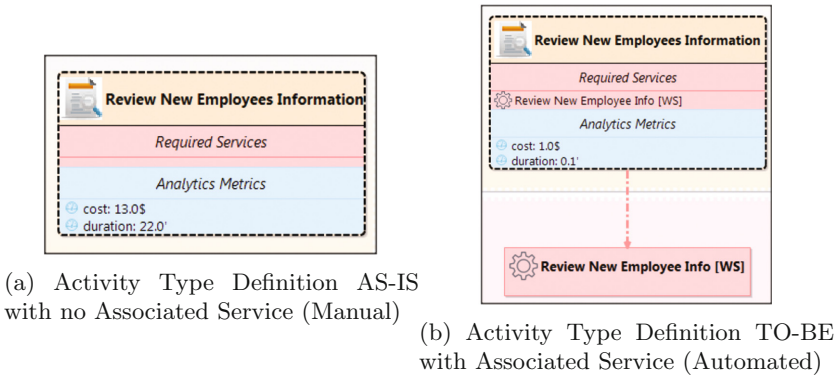 Review New Employees Information
Required Services
Analytics Metrics
cost: 13.0$
duration: 22.0'
(a) Activity Type Definition AS-IS
with no Associated Service (Manual)
Review New Employees Information
Required Services
Review New Employee Info [WS]
Analytics Metrics
cost: 1.0$
duration: 0.1'
Review New Employee Info [WS]
(b) Activity Type Definition TO-BE
with Associated Service (Automated)